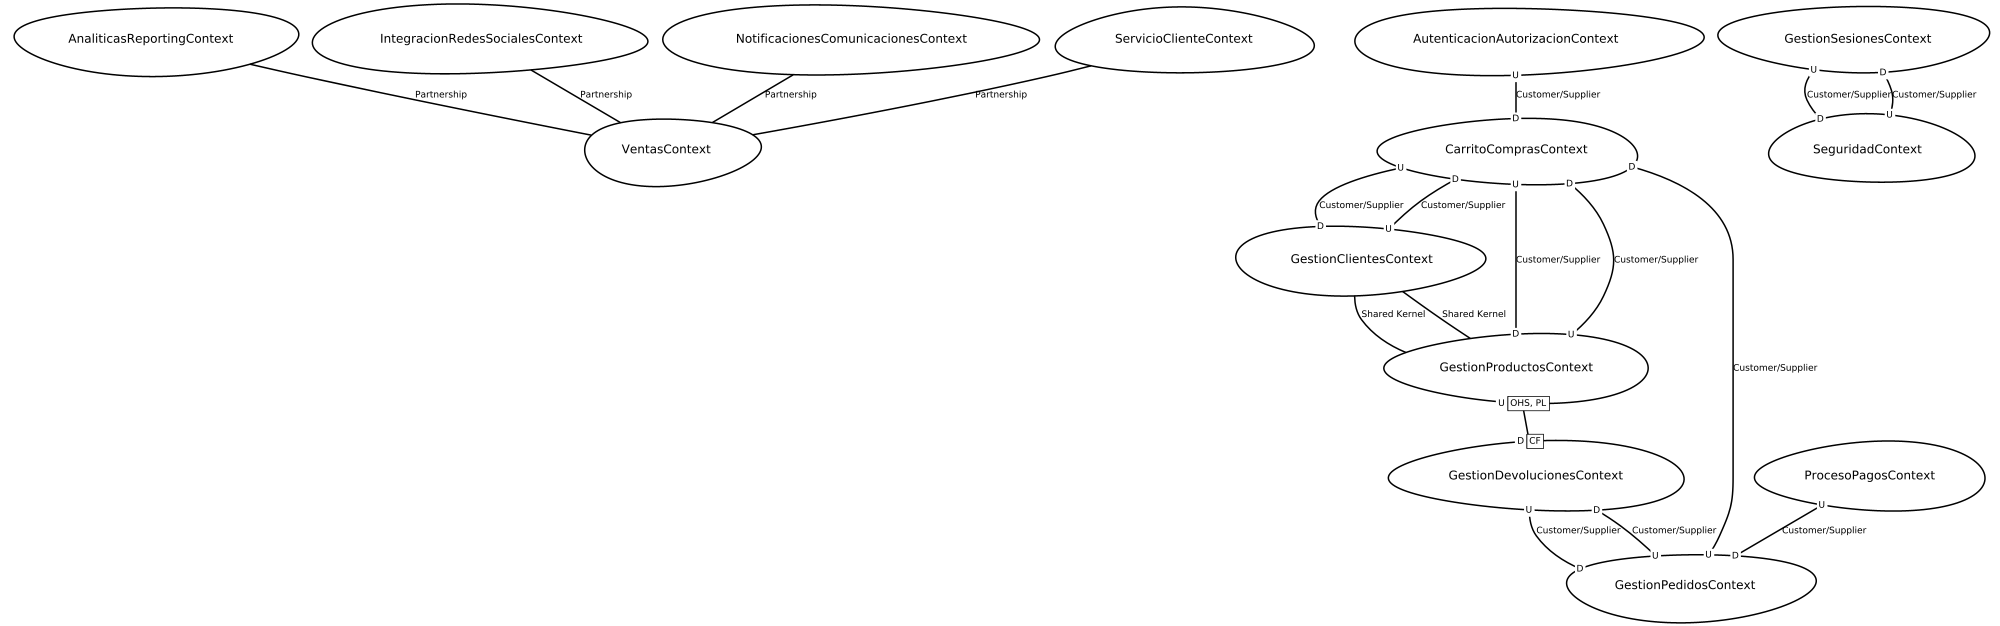 AnaliticasReportingContext
IntegracionRedesSocialesContext
NotificacionesComunicacionesContext
ServicioClienteContext
AutenticacionAutorizacionContext
GestionSesionesContext
U
U
D
Partnership
Partnership
Partnership
Partnership
Customer/Supplier
Customer/Supplier
Customer/Supplier
D
D
U
VentasContext
CarritoComprasContext
SeguridadContext
U
D
U
D
D
Customer/Supplier
Customer/Supplier
D
U
GestionClientesContext
Customer/Supplier
Customer/Supplier
Shared Kernel
Shared Kernel
D
U
GestionProductosContext
Customer/Supplier
U
OHS, PL
D
CF
GestionDevolucionesContext
ProcesoPagosContext
U
D
U
Customer/Supplier
Customer/Supplier
Customer/Supplier
D
U
U
D
GestionPedidosContext